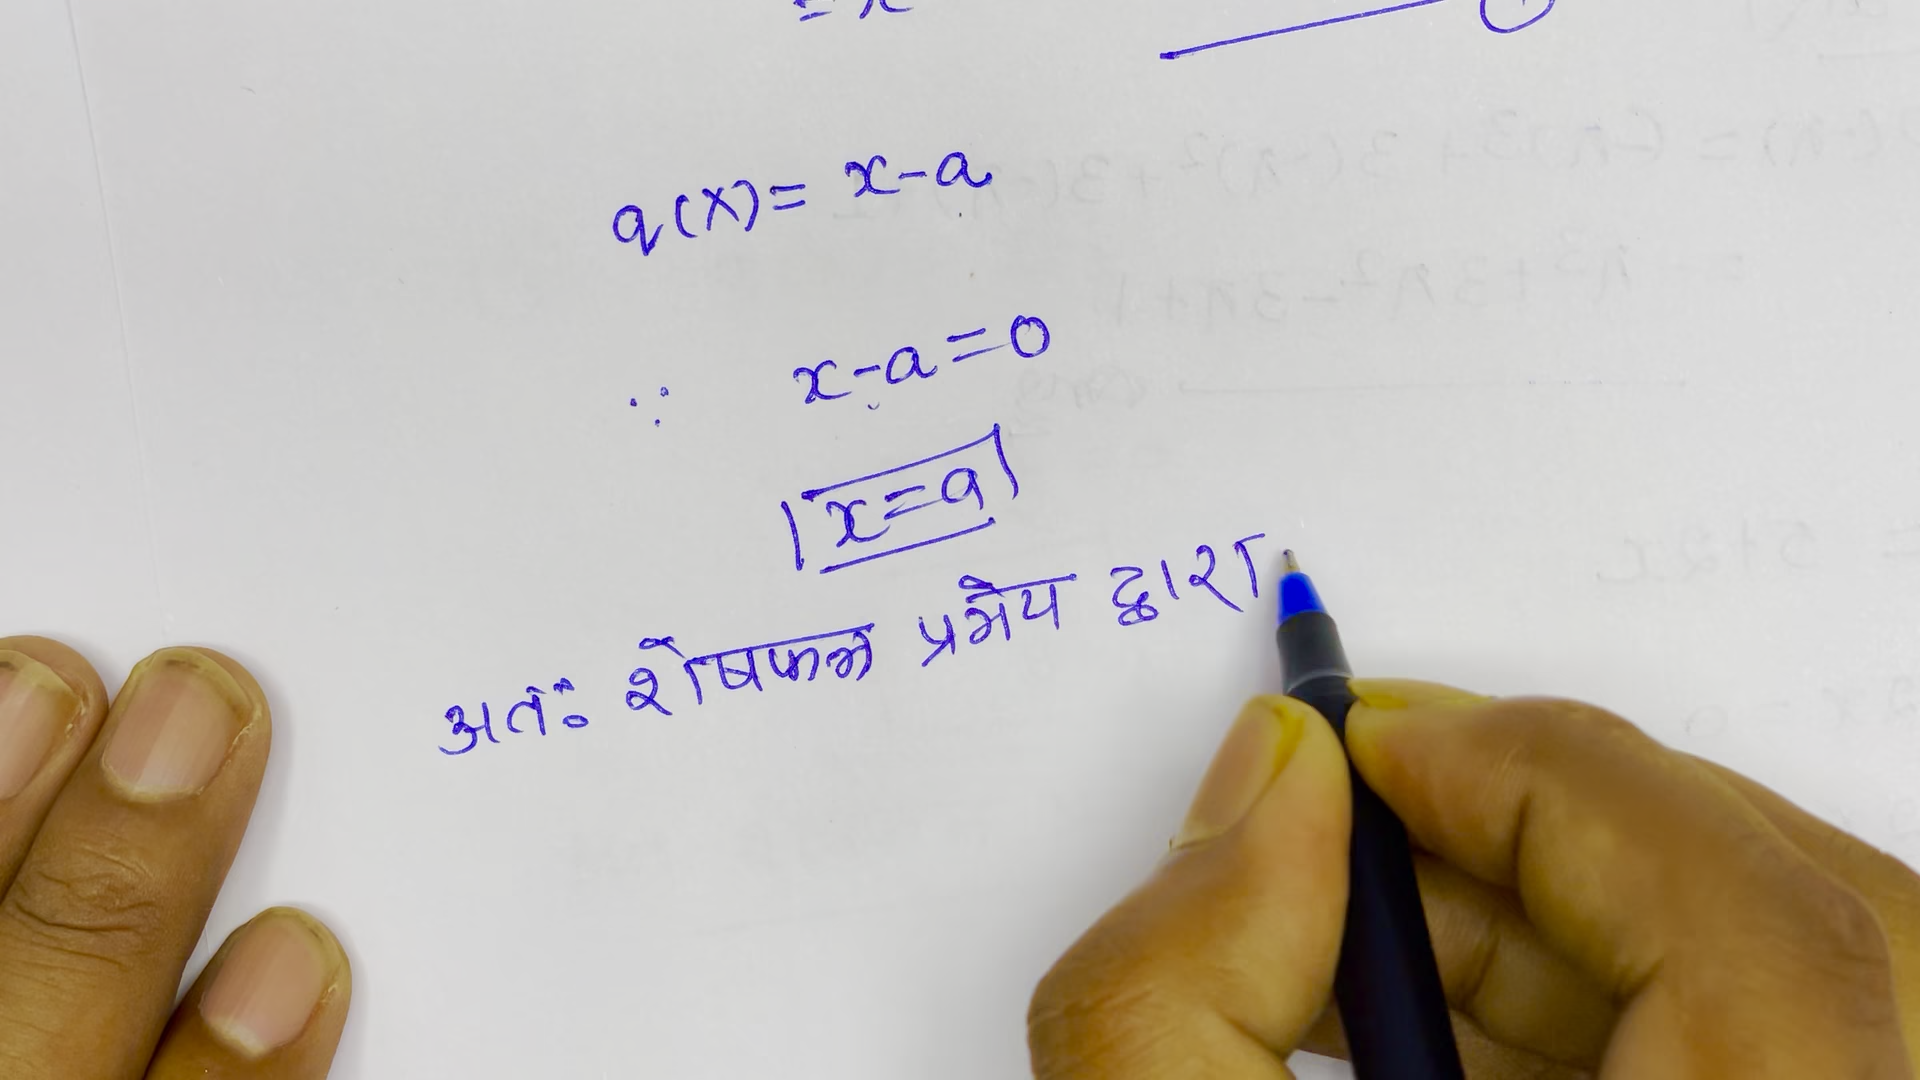 q(x) = x-a
∵ x-a=0
x=a
अतः शेषफल प्रमेय द्वारा